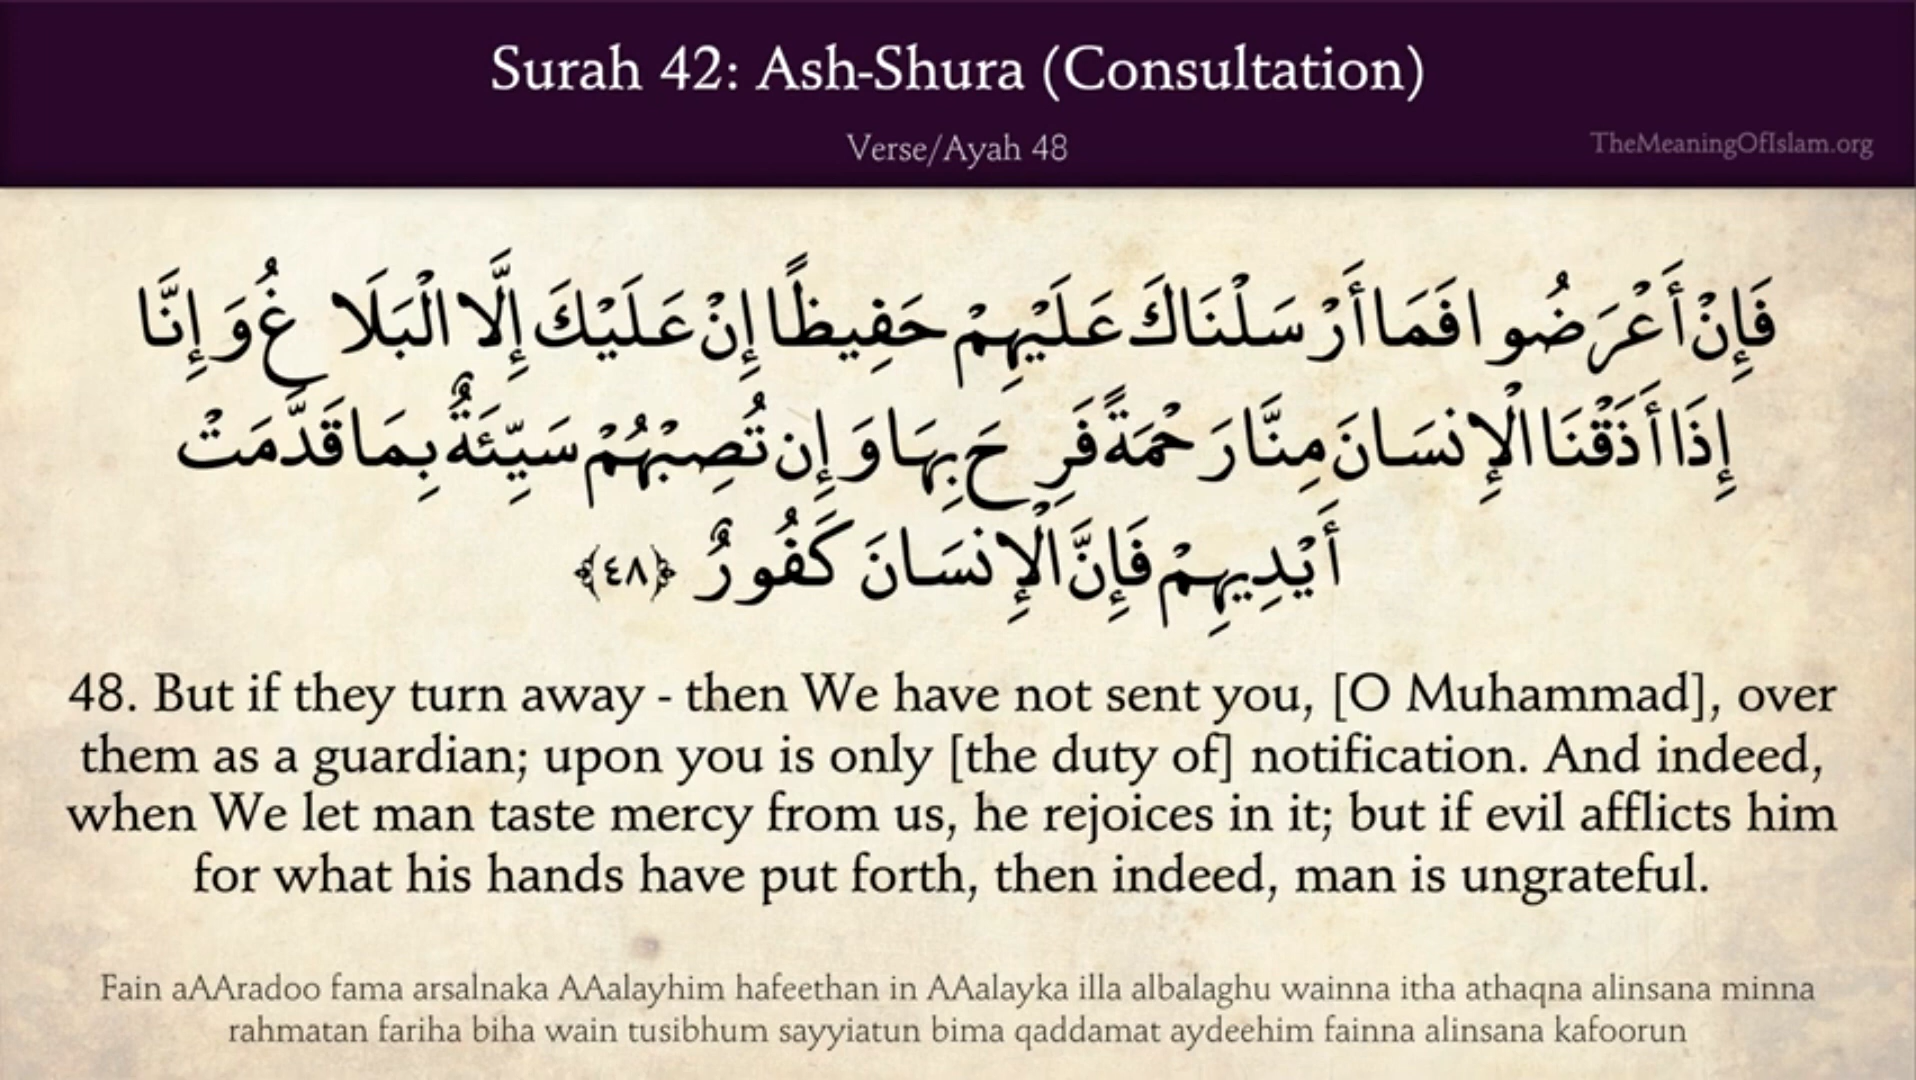 Surah 42: Ash-Shura (Consultation)
Verse/Ayah 48
TheMeaningOfIslam.org
فَإِنْ أَعْرَضُوا فَمَا أَرْسَلْنَاكَ عَلَيْهِمْ حَفِيظًا إِنْ عَلَيْكَ إِلَّا الْبَلَاغُ وَإِنَّا
إِذَا أَذَقْنَا الْإِنسَانَ مِنَّا رَحْمَةً فَرِحَ بِهَا وَإِن تُصِبْهُمْ سَيِّئَةٌ بِمَا قَدَّمَتْ
أَيْدِيهِمْ فَإِنَّ الْإِنسَانَ كَفُورٌ ﴿٤٨﴾
48. But if they turn away - then We have not sent you, [O Muhammad], over
them as a guardian; upon you is only [the duty of] notification. And indeed,
when We let man taste mercy from us, he rejoices in it; but if evil afflicts him
for what his hands have put forth, then indeed, man is ungrateful.
Fain aAAradoo fama arsalnaka AAalayhim hafeethan in AAalayka illa albalaghu wainna itha athaqna alinsana minna
rahmatan fariha biha wain tusibhum sayyiatun bima qaddamat aydeehim fainna alinsana kafoorun